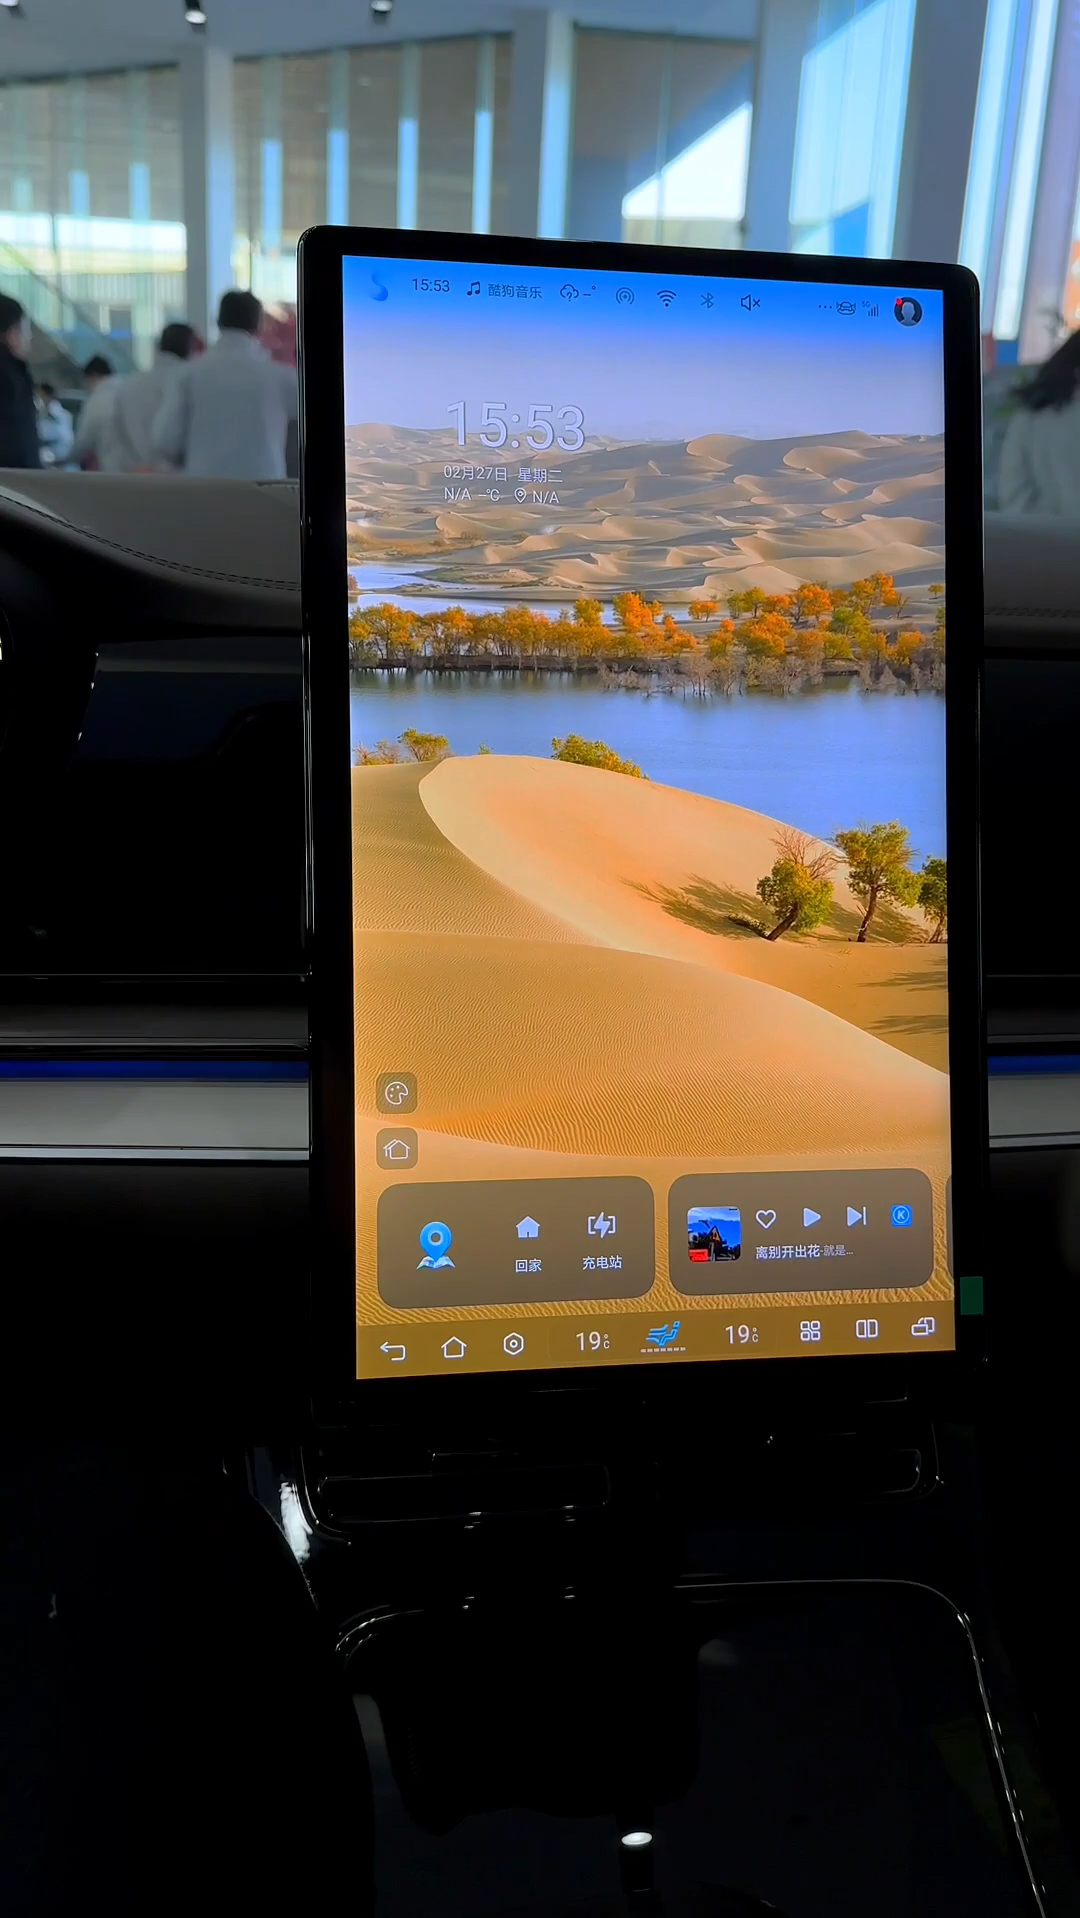 15:53 酷狗音乐 --° ... 5G
15:53
02月27日 星期二
N/A --°C N/A
回家 充电站
K
离别开出花-就是...
19°C 19°C